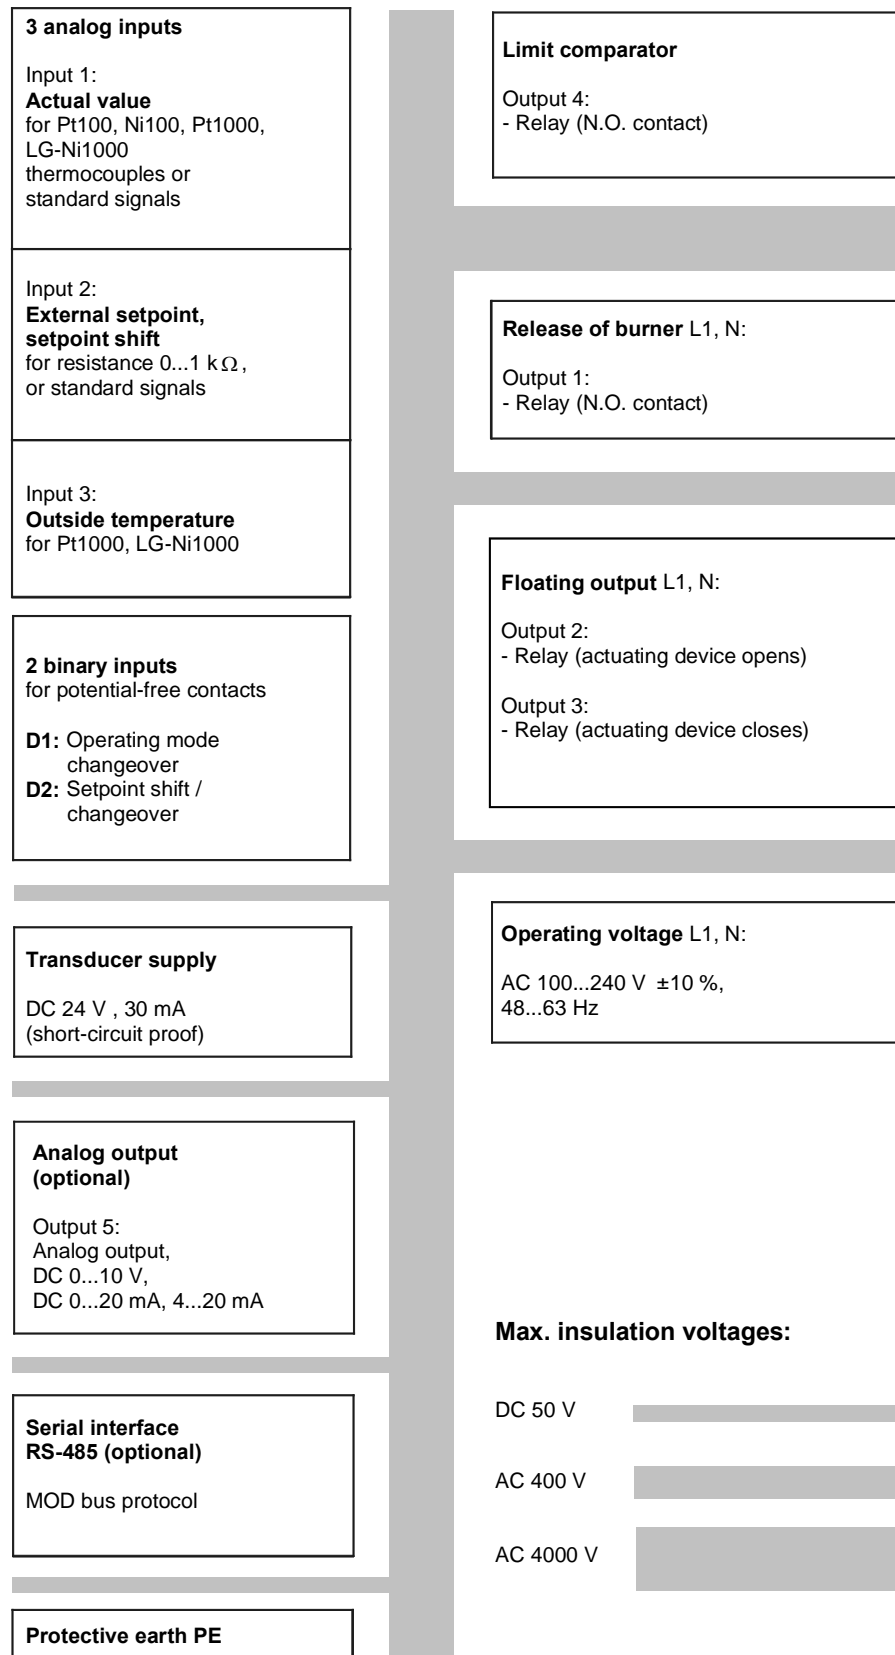 3 analog inputs
Input 1:
Actual value
for Pt100, Ni100, Pt1000,
LG-Ni1000
thermocouples or
standard signals
Input 2:
External setpoint,
setpoint shift
for resistance 0...1 kΩ,
or standard signals
Input 3:
Outside temperature
for Pt1000, LG-Ni1000
2 binary inputs
for potential-free contacts
D1: Operating mode
changeover
D2: Setpoint shift /
changeover
Transducer supply
DC 24 V , 30 mA
(short-circuit proof)
Analog output
(optional)
Output 5:
Analog output,
DC 0...10 V,
DC 0...20 mA, 4...20 mA
Serial interface
RS-485 (optional)
MOD bus protocol
Protective earth PE
Limit comparator
Output 4:
- Relay (N.O. contact)
Release of burner L1, N:
Output 1:
- Relay (N.O. contact)
Floating output L1, N:
Output 2:
- Relay (actuating device opens)
Output 3:
- Relay (actuating device closes)
Operating voltage L1, N:
AC 100...240 V ±10 %,
48...63 Hz
Max. insulation voltages:
DC 50 V
AC 400 V
AC 4000 V